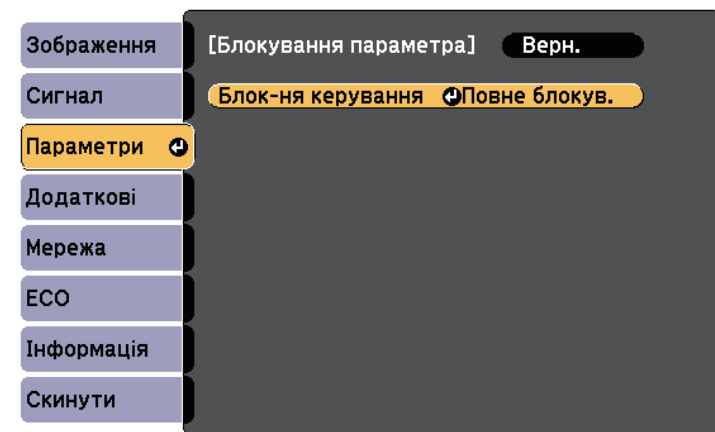 Зображення
Сигнал
Параметри
Додаткові
Мережа
ECO
Інформація
Скинути
[Блокування параметра] Верн.
Блок-ня керування Повне блокув.